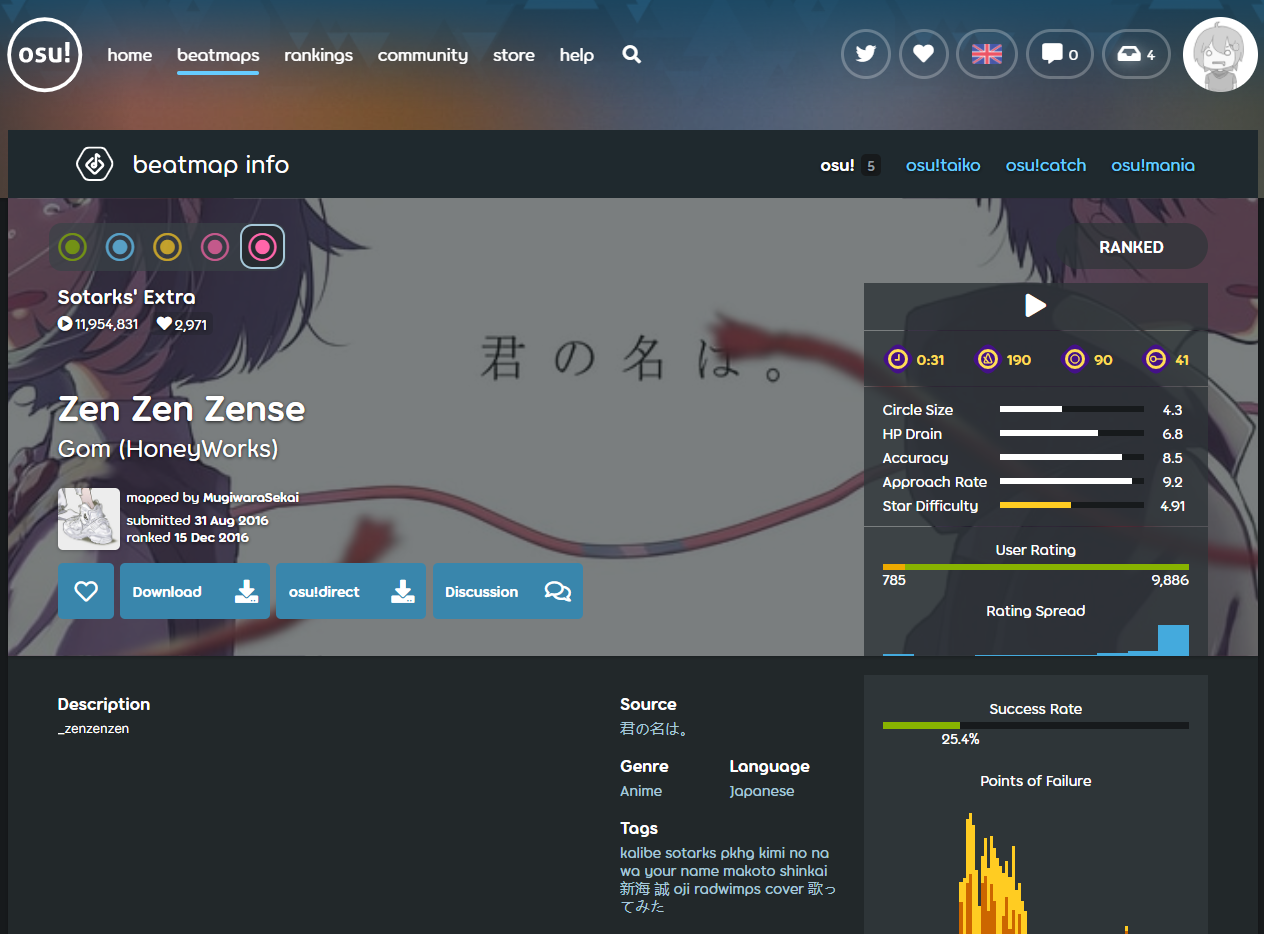 osu!
home beatmaps rankings community store help
0
4
beatmap info
osu! 5 osu!taiko osu!catch osu!mania
RANKED
Sotarks' Extra
11,954,831 2,971
君の名は。
Zen Zen Zense
Gom (HoneyWorks)
mapped by MugiwaraSekai
submitted 31 Aug 2016
ranked 15 Dec 2016
Download osu!direct Discussion
0:31 190 90 41
Circle Size 4.3
HP Drain 6.8
Accuracy 8.5
Approach Rate 9.2
Star Difficulty 4.91
User Rating
785 9,886
Rating Spread
Description
_zenzenzen
Source
君の名は。
Genre Language
Anime Japanese
Tags
kalibe sotarks pkhg kimi no na
wa your name makoto shinkai
新海 誠 oji radwimps cover 歌っ
てみた
Success Rate
25.4%
Points of Failure